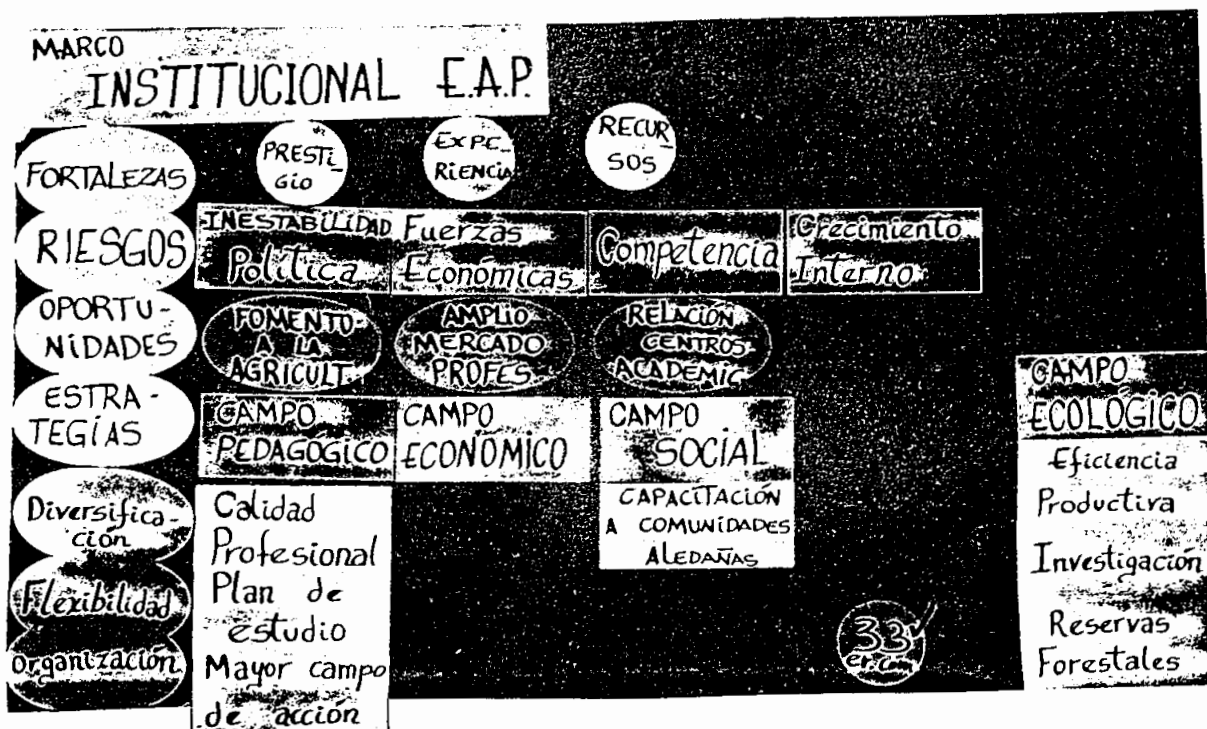 MARCO
INSTITUCIONAL E.A.P.
FORTALEZAS
PRESTI-
Gio
EXPE-
RIENCIA
RECUR-
SOS
RIESGOS
INESTABILIDAD
Política
Fuerzas
Económicas
Competencia
Crecimiento
Interno
OPORTU-
NiDADES
FOMENTO
A LA
AGRICULT.
AMPLIO
MERCADO
PROFES.
RELACIÓN
CENTROS
ACADEMIC.
ESTRA-
TEGÍAS
CAMPO
PEDAGOGICO
CAMPO
ECONÓMICO
CAMPO
SOCIAL
CAMPO
ECOLÓGICO
Diversifica-
ción
Flexibilidad
Organización
Calidad
Profesional
Plan de
estudio
Mayor campo
de acción
CAPACITACIÓN
A COMUNIDADES
ALEDAÑAS
Eficiencia
Productiva
Investigación
Reservas
Forestales
33